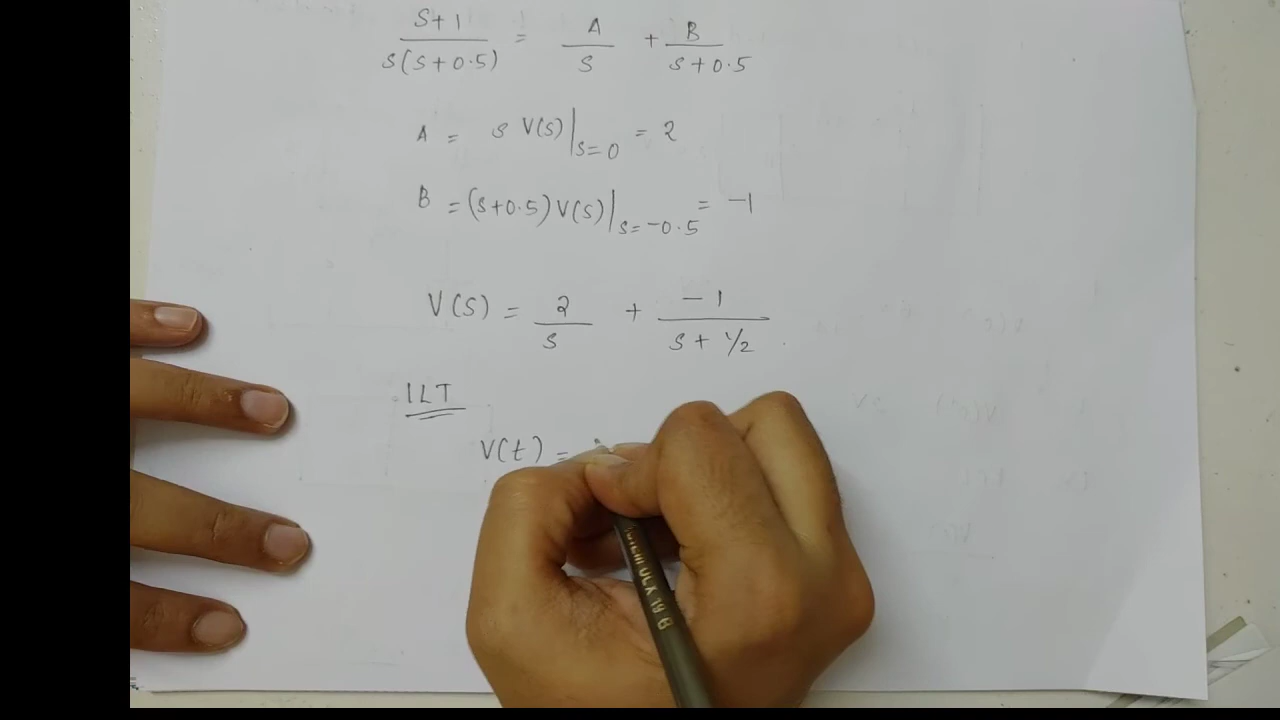 S+1/s(s+0.5) = A/s + B/s+0.5
A = s V(s)|s=0 = 2
B = (s+0.5) V(s)|s=-0.5 = -1
V(s) = 2/s + -1/s+1/2
ILT
V(t) =